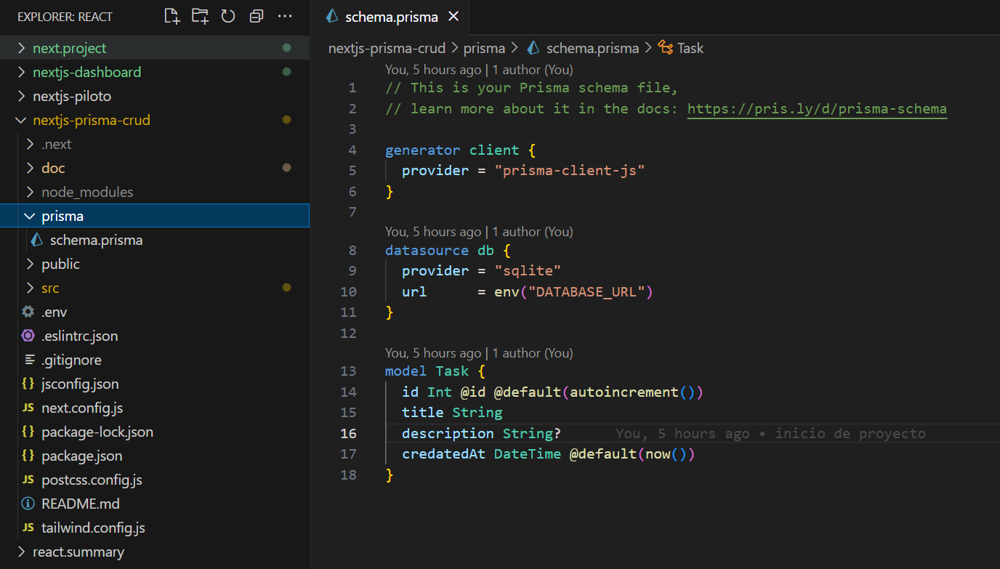 EXPLORER: REACT
next.project
nextjs-dashboard
nextjs-piloto
nextjs-prisma-crud
.next
doc
node_modules
prisma
schema.prisma
public
src
.env
.eslintrc.json
.gitignore
jsconfig.json
next.config.js
package-lock.json
package.json
postcss.config.js
README.md
tailwind.config.js
react.summary
schema.prisma
nextjs-prisma-crud > prisma > schema.prisma > Task
You, 5 hours ago | 1 author (You)
1 // This is your Prisma schema file,
2 // learn more about it in the docs: https://pris.ly/d/prisma-schema
3
4 generator client {
5   provider = "prisma-client-js"
6 }
7
You, 5 hours ago | 1 author (You)
8 datasource db {
9   provider = "sqlite"
10   url      = env("DATABASE_URL")
11 }
12
You, 5 hours ago | 1 author (You)
13 model Task {
14   id Int @id @default(autoincrement())
15   title String
16   description String? You, 5 hours ago • inicio de proyecto
17   credatedAt DateTime @default(now())
18 }